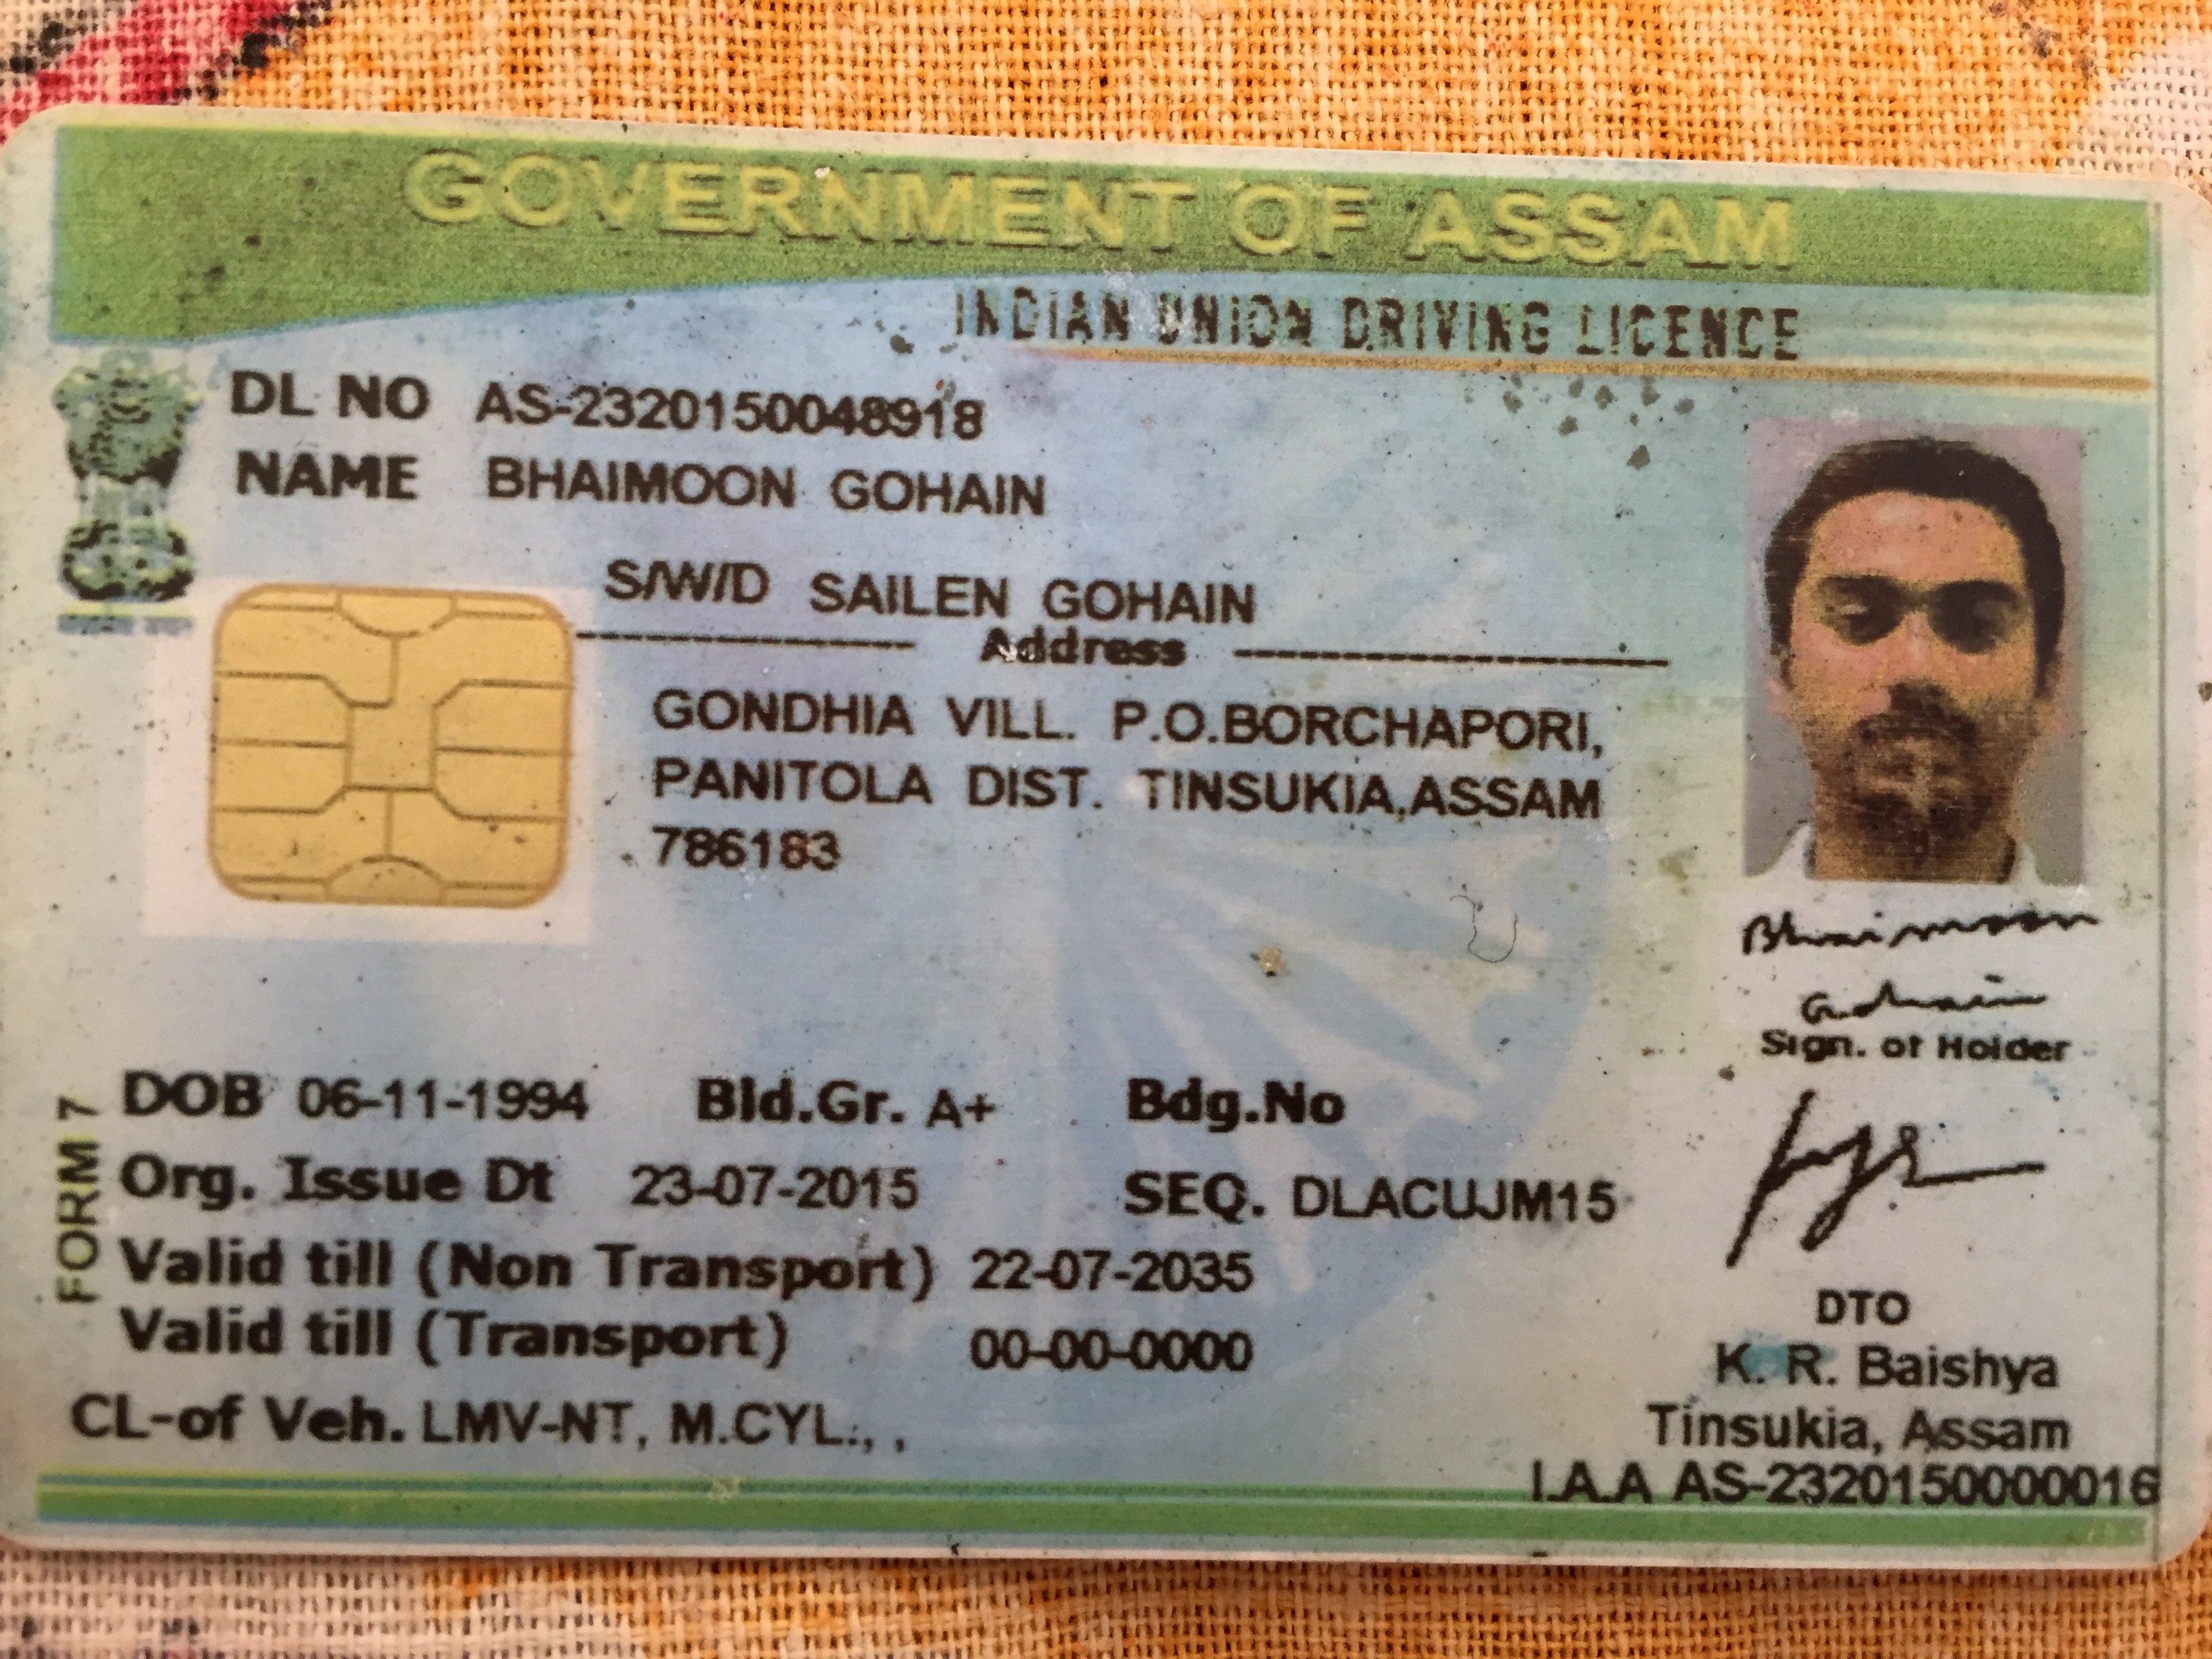 GOVERNMENT OF ASSAM
INDIAN UNION DRIVING LICENCE
DL NO AS-2320150048918
NAME BHAIMOON GOHAIN
S/W/D SAILEN GOHAIN
Address
GONDHIA VILL. P.O.BORCHAPORI,
PANITOLA DIST. TINSUKIA,ASSAM
786183
Bhaimoon
Gohain
Sign. of Holder
FORM 7
DOB 06-11-1994 Bld.Gr. A+ Bdg.No
Org. Issue Dt 23-07-2015 SEQ. DLACUJM15
Valid till (Non Transport) 22-07-2035
Valid till (Transport) 00-00-0000
CL-of Veh. LMV-NT, M.CYL., ,
DTO
K. R. Baishya
Tinsukia, Assam
I.A.A AS-2320150000016